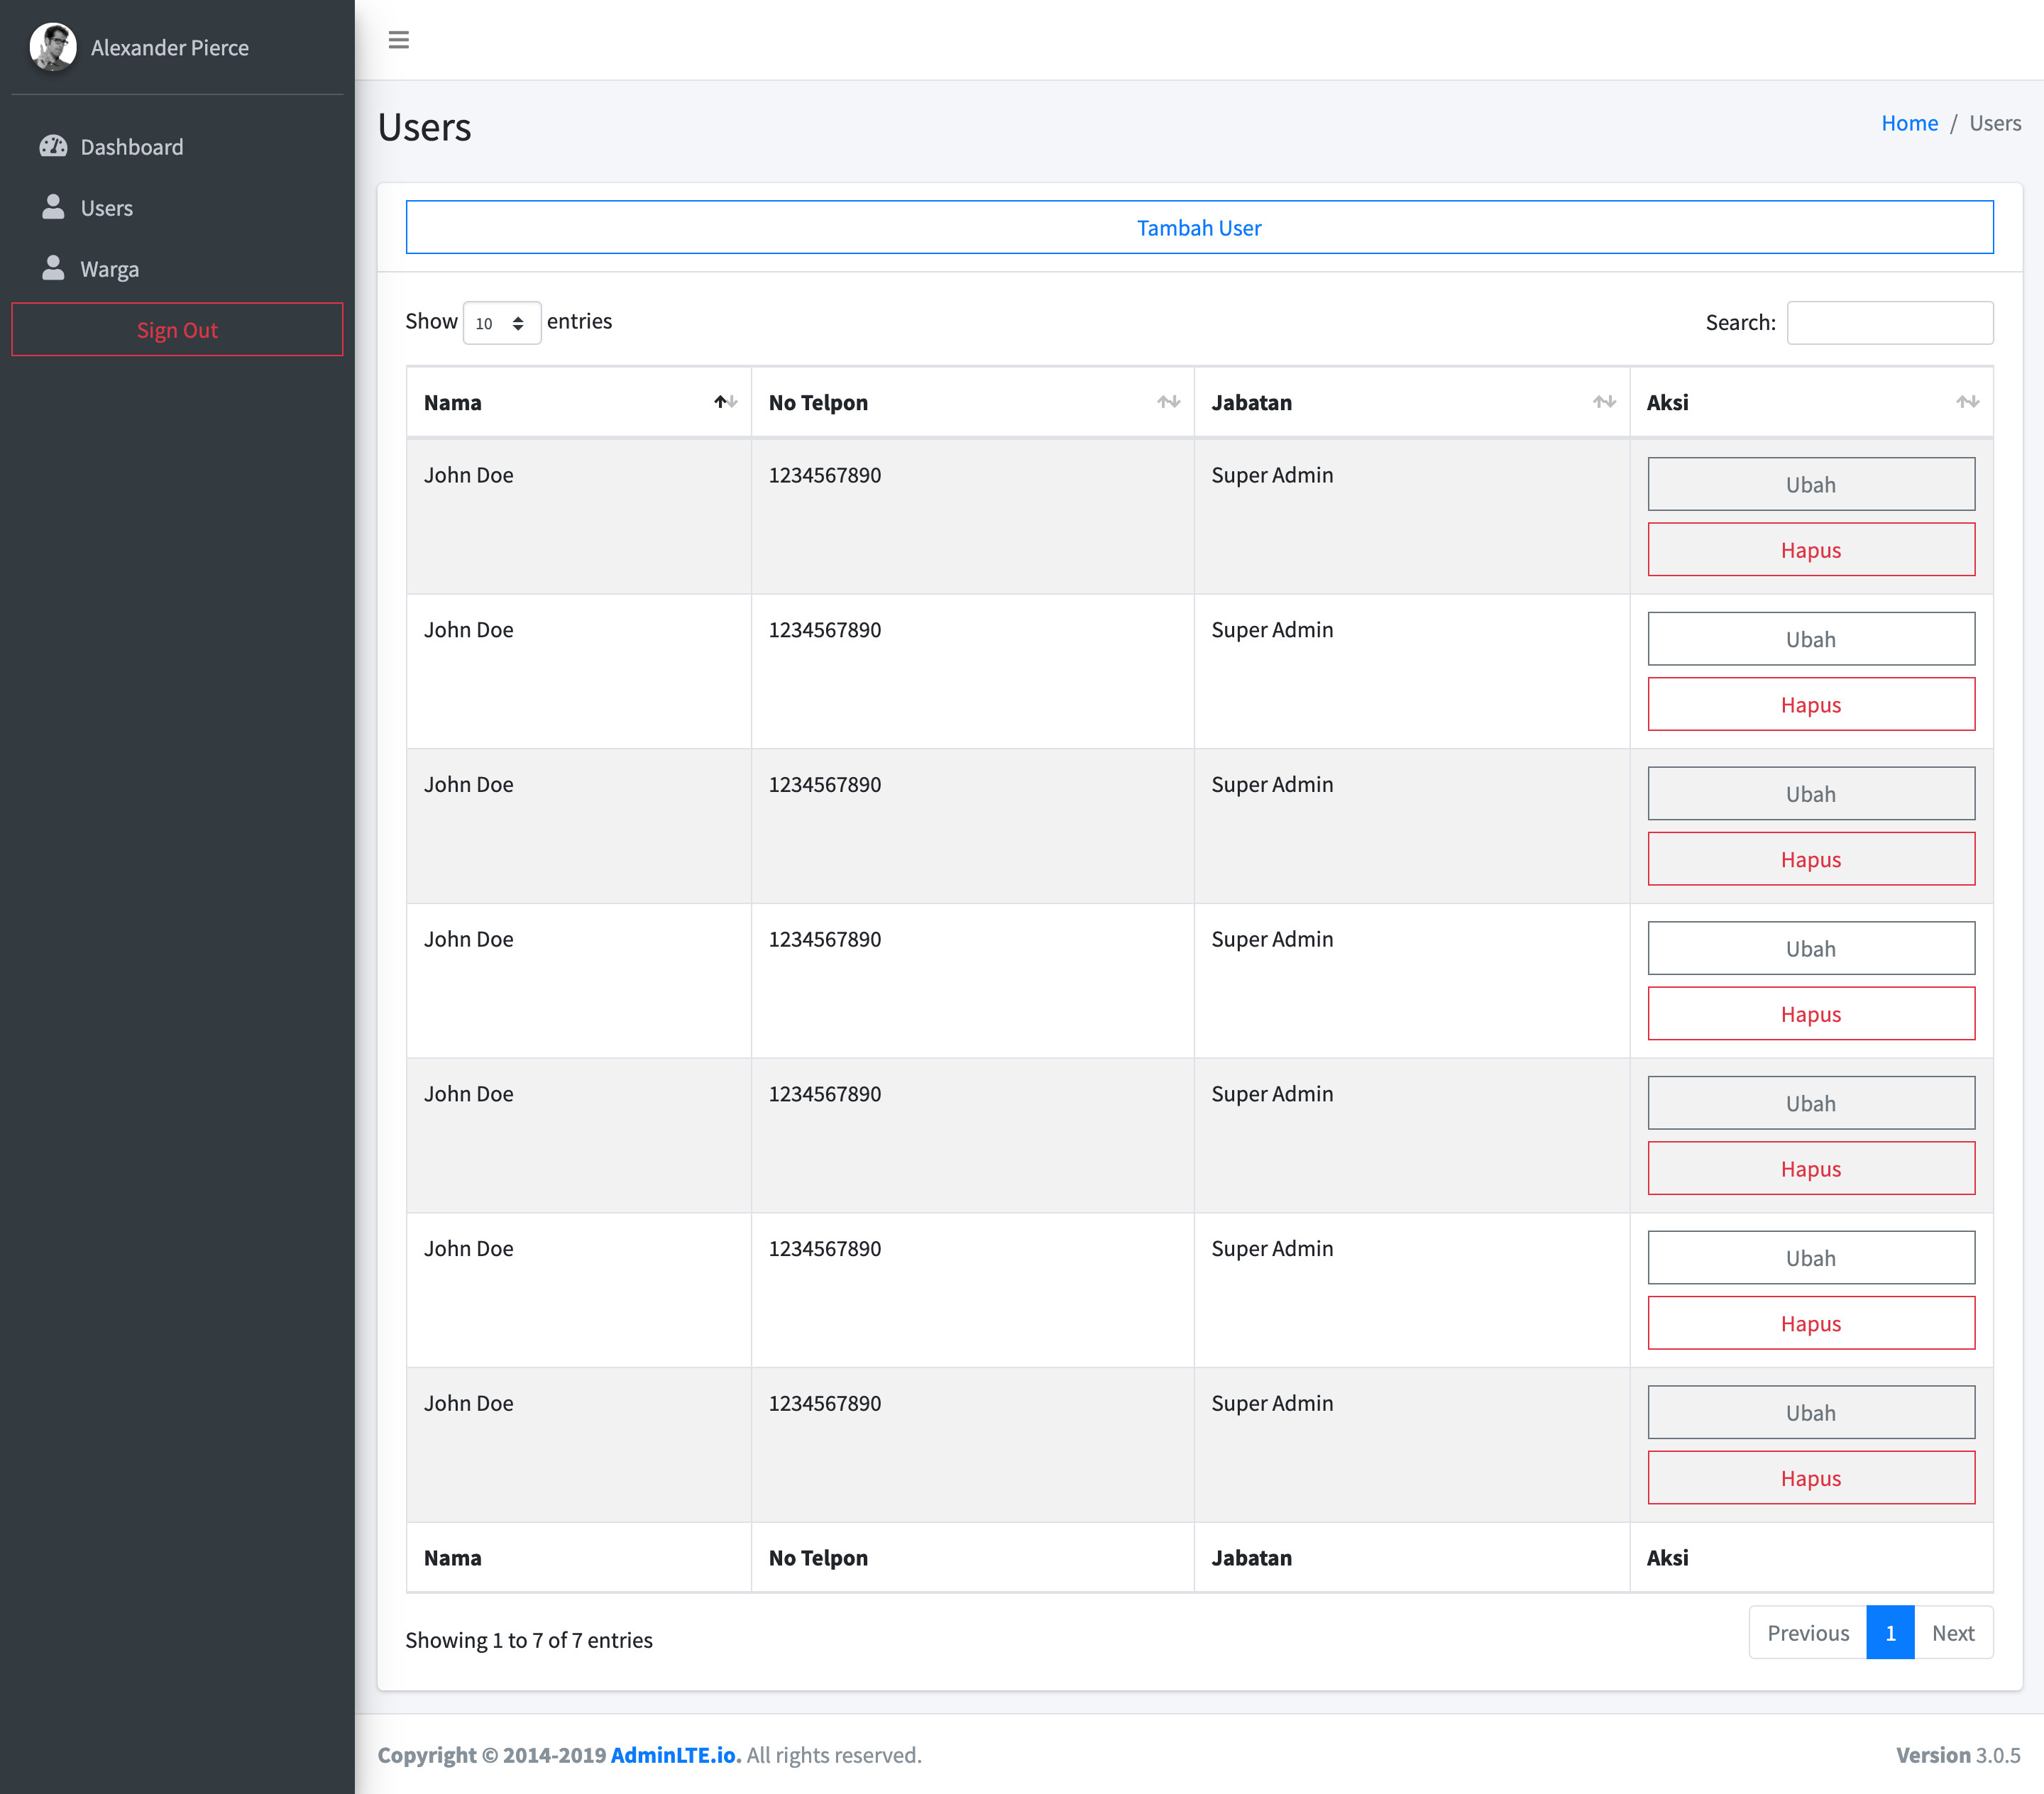 Alexander Pierce
Dashboard
Users
Warga
Sign Out
Users
Home / Users
Tambah User
Show 10 entries
Search:
Nama No Telpon Jabatan Aksi
John Doe 1234567890 Super Admin Ubah
Hapus
John Doe 1234567890 Super Admin Ubah
Hapus
John Doe 1234567890 Super Admin Ubah
Hapus
John Doe 1234567890 Super Admin Ubah
Hapus
John Doe 1234567890 Super Admin Ubah
Hapus
John Doe 1234567890 Super Admin Ubah
Hapus
John Doe 1234567890 Super Admin Ubah
Hapus
Nama No Telpon Jabatan Aksi
Showing 1 to 7 of 7 entries
Previous 1 Next
Copyright © 2014-2019 AdminLTE.io. All rights reserved.
Version 3.0.5